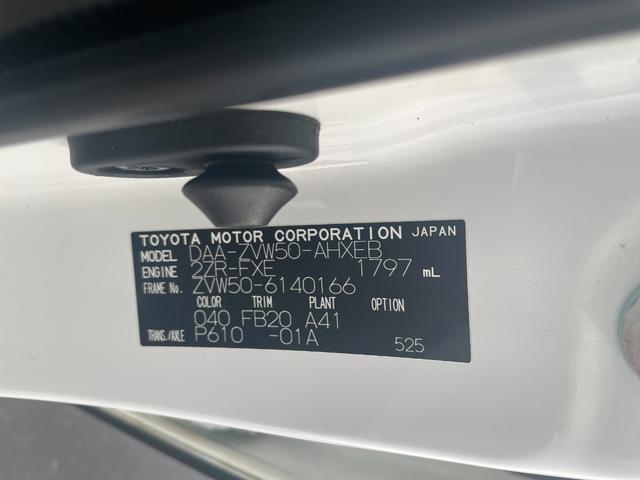 TOYOTA MOTOR CORPORATION JAPAN
MODEL DAA-ZVW50-AHXEB
ENGINE 2ZR-FXE 1797 mL
FRAME No. ZVW50-6140166
COLOR TRIM PLANT OPTION
040 FB20 A41
TRANS./AXLE P610 -01A 525